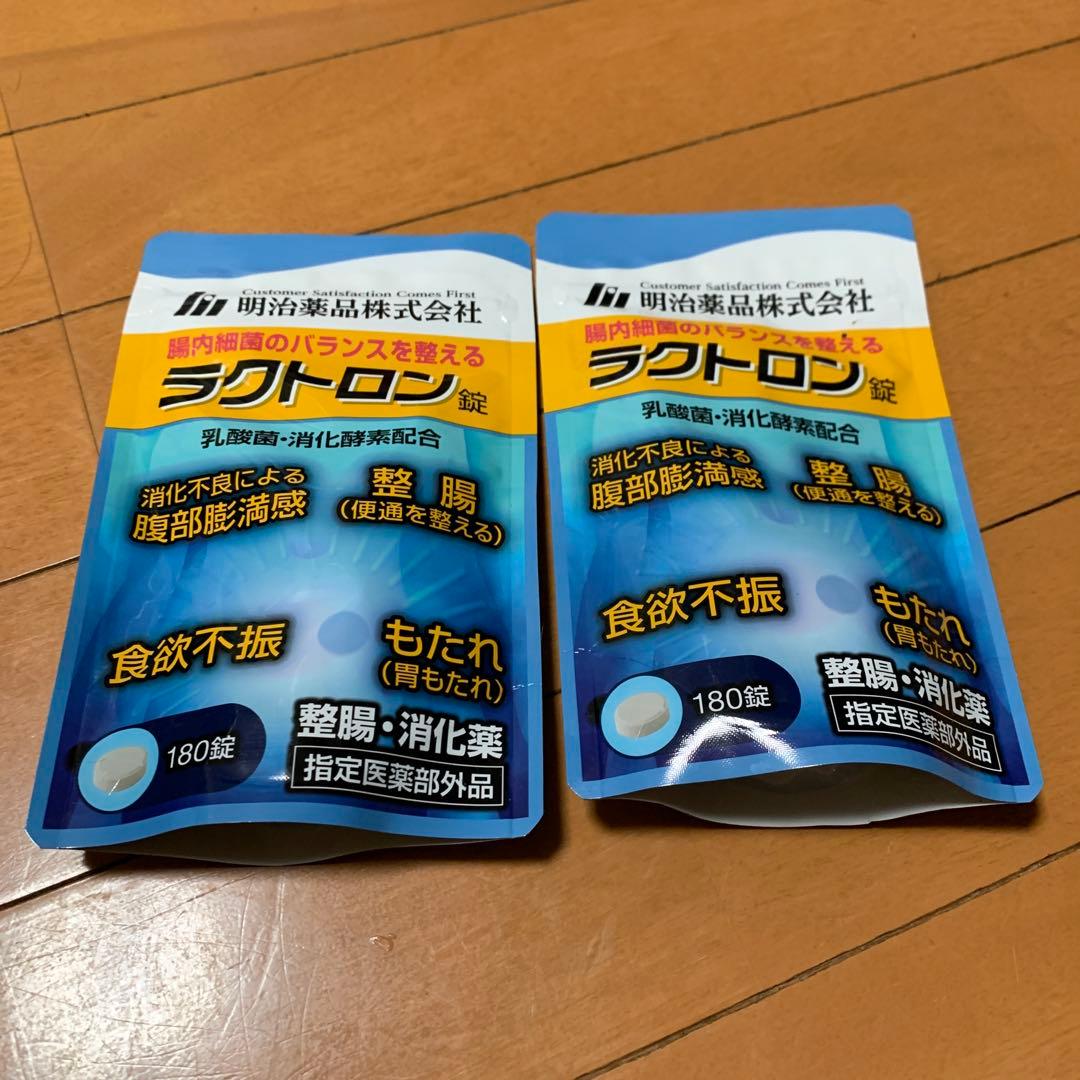 Customer Satisfaction Comes First
明治薬品株式会社
腸内細菌のバランスを整える
ラクトロン錠
乳酸菌・消化酵素配合
消化不良による
腹部膨満感
整腸
(便通を整える)
食欲不振
もたれ
(胃もたれ)
180錠
整腸・消化薬
指定医薬部外品
Customer Satisfaction Comes First
明治薬品株式会社
腸内細菌のバランスを整える
ラクトロン錠
乳酸菌・消化酵素配合
消化不良による
腹部膨満感
整腸
(便通を整える)
食欲不振
もたれ
(胃もたれ)
180錠
整腸・消化薬
指定医薬部外品